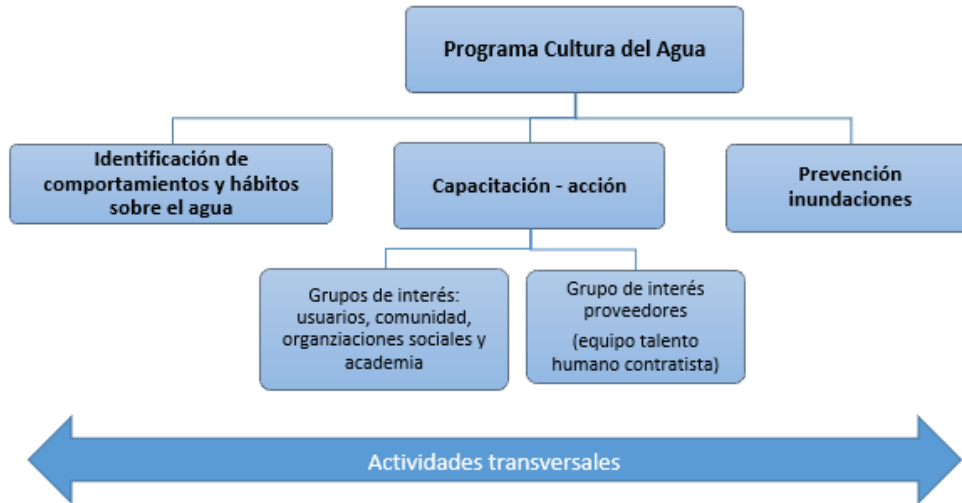 Programa Cultura del Agua
Identificación de
comportamientos y hábitos
sobre el agua
Capacitación - acción
Prevención
inundaciones
Grupos de interés:
usuarios, comunidad,
organziaciones sociales y
academia
Grupo de interés
proveedores
(equipo talento
humano contratista)
Actividades transversales